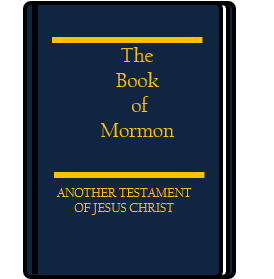 The
Book
of
Mormon
ANOTHER TESTAMENT
OF JESUS CHRIST